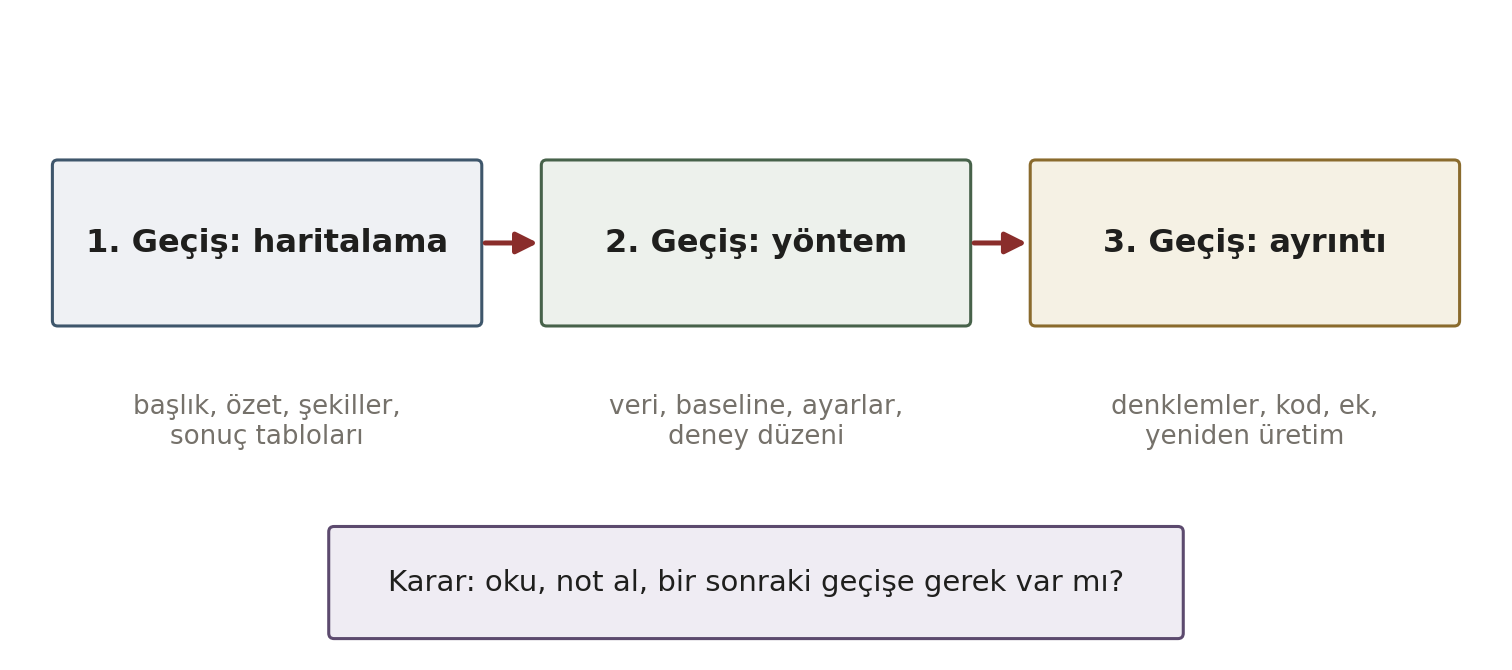 1. Geçiş: haritalama
2. Geçiş: yöntem
3. Geçiş: ayrıntı
başlık, özet, şekiller,
sonuç tabloları
veri, baseline, ayarlar,
deney düzeni
denklemler, kod, ek,
yeniden üretim
Karar: oku, not al, bir sonraki geçişe gerek var mı?